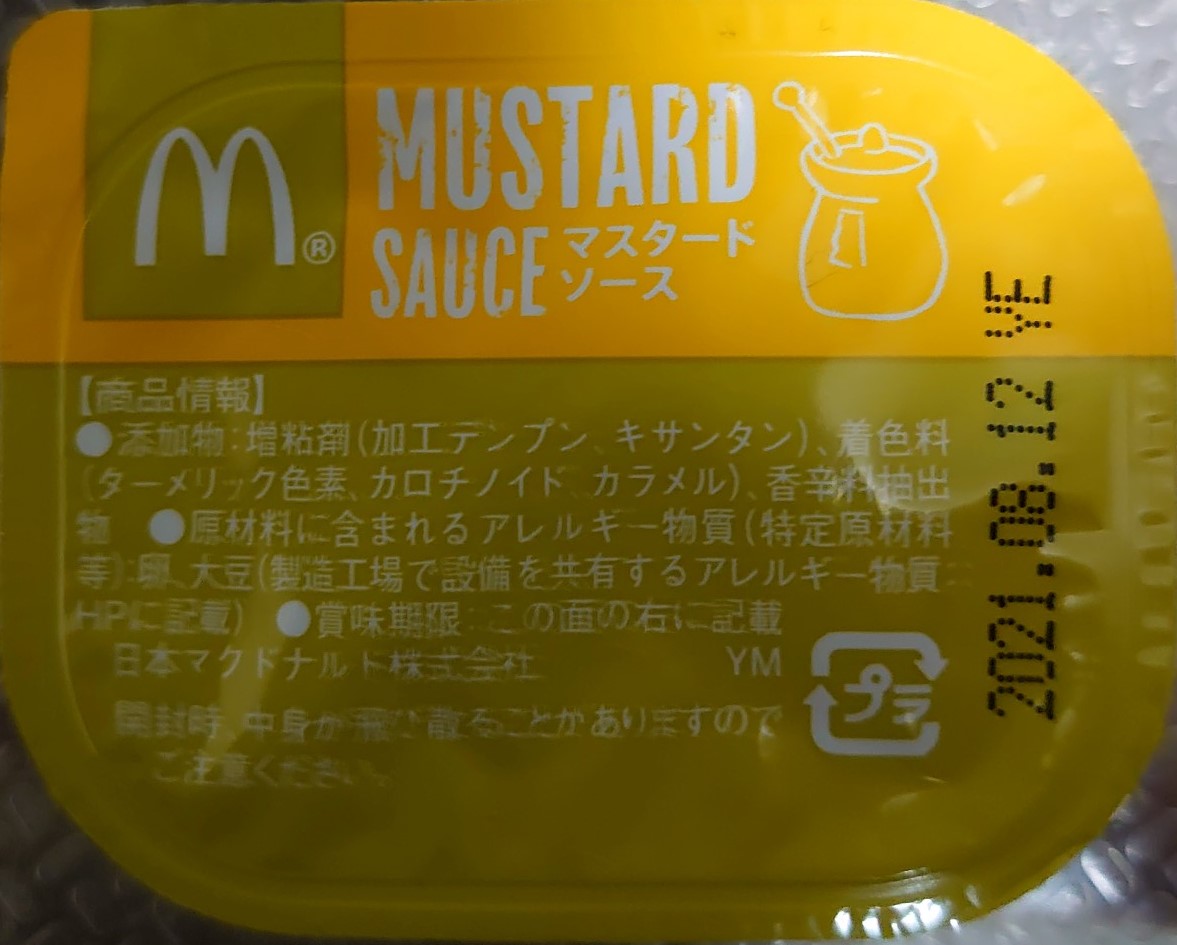 M®
MUSTARD
SAUCE マスタード
ソース
【商品情報】
●添加物:増粘剤(加工デンプン、キサンタン)、着色料
(ターメリック色素、カロチノイド、カラメル)、香辛料抽出
物 ●原材料に含まれるアレルギー物質(特定原材料
等):卵、大豆(製造工場で設備を共有するアレルギー物質:
HPに記載) ●賞味期限:この面の右に記載
日本マクドナルド株式会社 YM
開封時、中身が飛び散ることがありますので
ご注意ください。
プラ
2021.08.12 YE